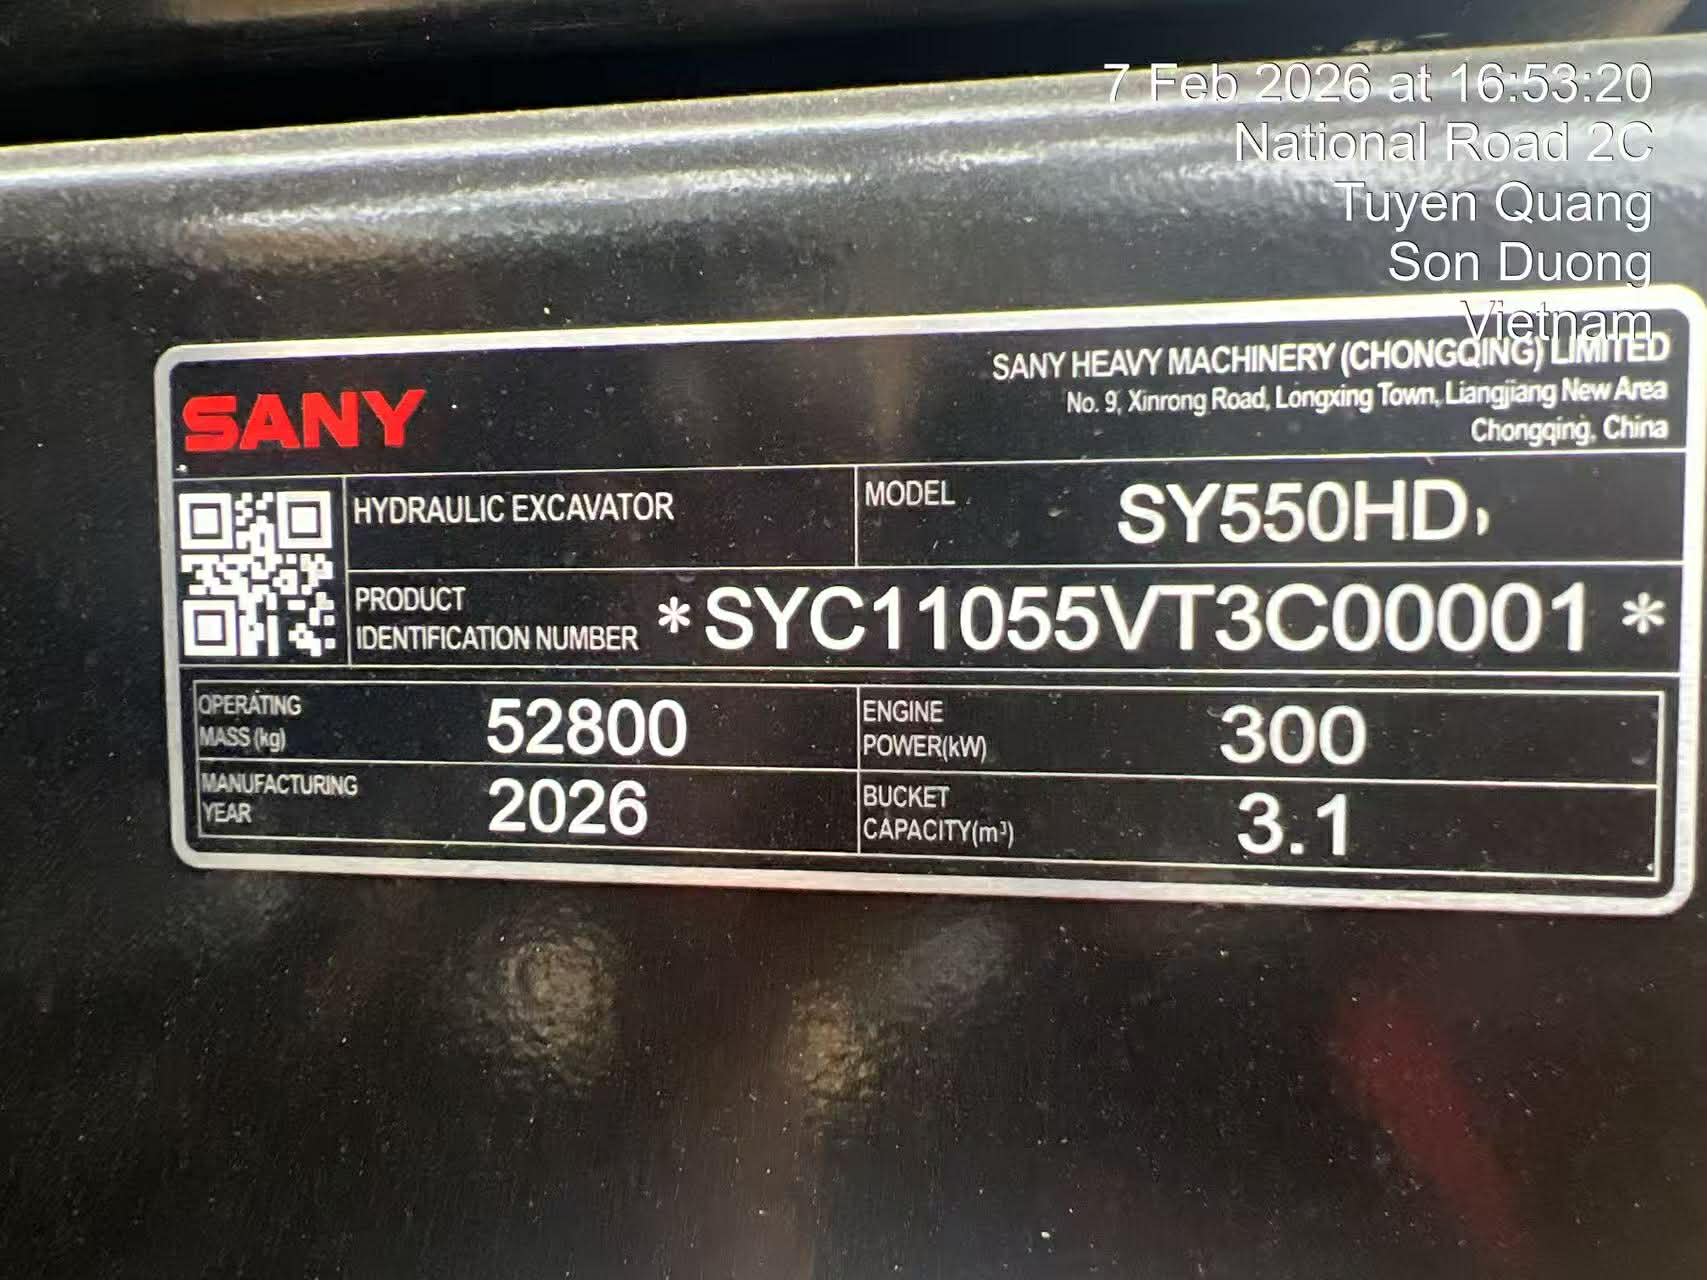 7 Feb 2026 at 16:53:20
National Road 2C
Tuyen Quang
Son Duong
Vietnam
SANY HEAVY MACHINERY (CHONGQING) LIMITED
No. 9, Xinrong Road, Longxing Town, Liangjiang New Area
Chongqing, China
SANY
HYDRAULIC EXCAVATOR
MODEL SY550HD
PRODUCT
IDENTIFICATION NUMBER *SYC11055VT3C00001*
OPERATING
MASS (kg) 52800
ENGINE
POWER(kW) 300
MANUFACTURING
YEAR 2026
BUCKET
CAPACITY(m³) 3.1